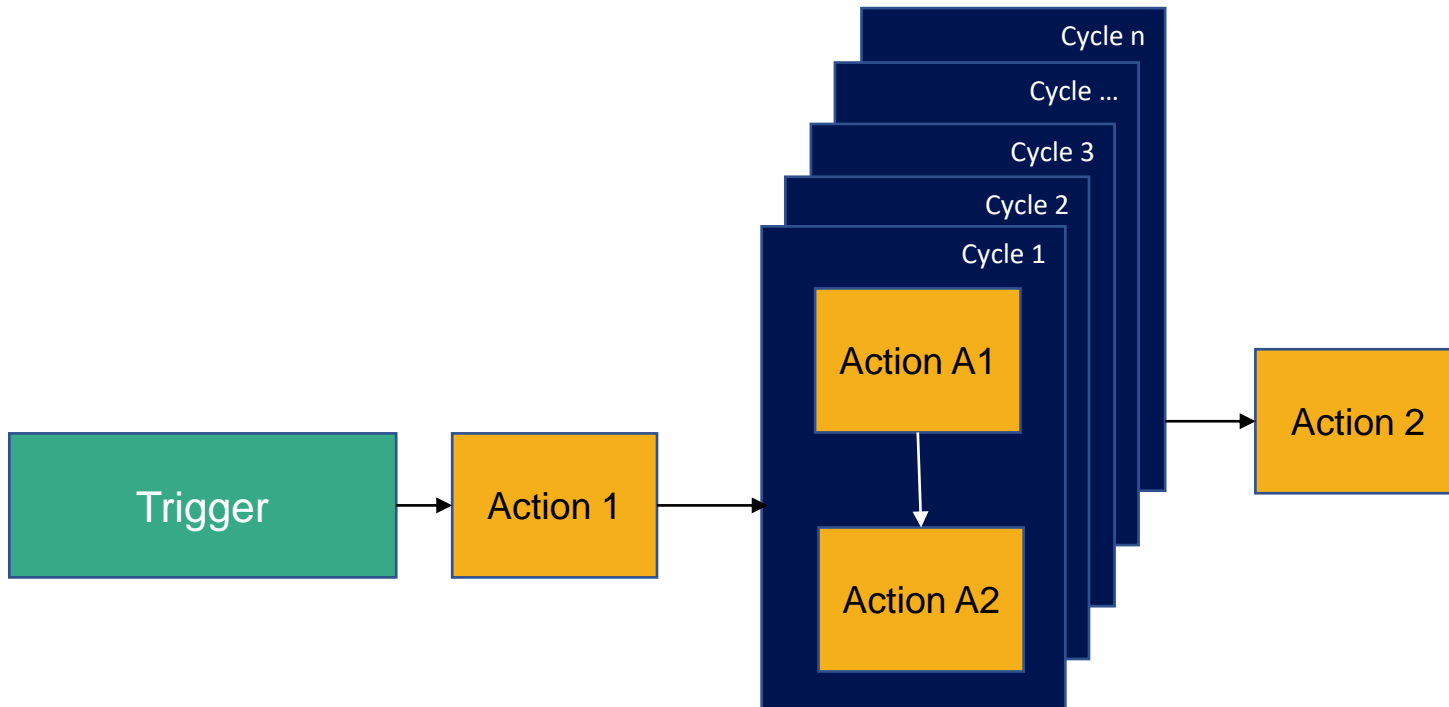 Cycle n
Cycle ...
Cycle 3
Cycle 2
Cycle 1
Action A1
Action 2
Trigger
Action 1
Action A2